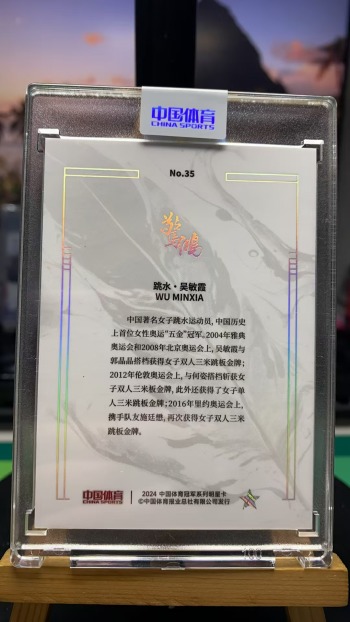 中国体育
CHINA SPORTS
No.35
跳水·吴敏霞
WU MINXIA
中国著名女子跳水运动员，中国历史
上首位女性奥运“五金”冠军。2004年雅典
奥运会和2008年北京奥运会上，吴敏霞与
郭晶晶搭档获得女子双人三米跳板金牌；
2012年伦敦奥运会上，与何姿搭档斩获女
子双人三米板金牌，此外还获得了女子单
人三米跳板金牌；2016年里约奥运会上，
携手队友施廷懋，再次获得女子双人三米
跳板金牌。
中国体育
CHINA SPORTS
2024 中国体育冠军系列明星卡
©中国体育报业总社有限公司发行